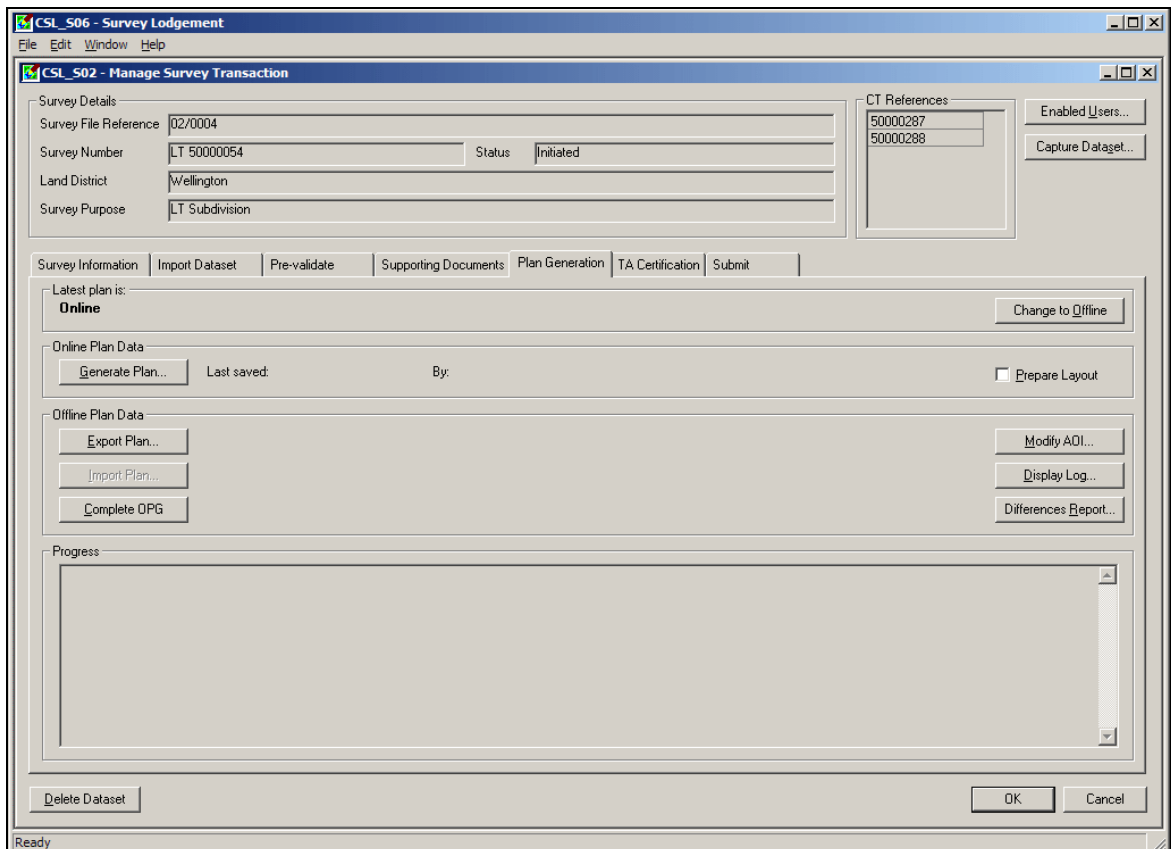 CSL_S06 - Survey Lodgement
File Edit Window Help
CSL_S02 - Manage Survey Transaction
Survey Details
Survey File Reference 02/0004
Survey Number LT 50000054 Status Initiated
Land District Wellington
Survey Purpose LT Subdivision
CT References
50000287
50000288
Enabled Users...
Capture Dataset...
Survey Information Import Dataset Pre-validate Supporting Documents Plan Generation TA Certification Submit
Latest plan is:
Online
Change to Offline
Online Plan Data
Generate Plan... Last saved: By: Prepare Layout
Offline Plan Data
Export Plan... Modify AOI...
Import Plan... Display Log...
Complete OPG Differences Report...
Progress
Delete Dataset OK Cancel
Ready